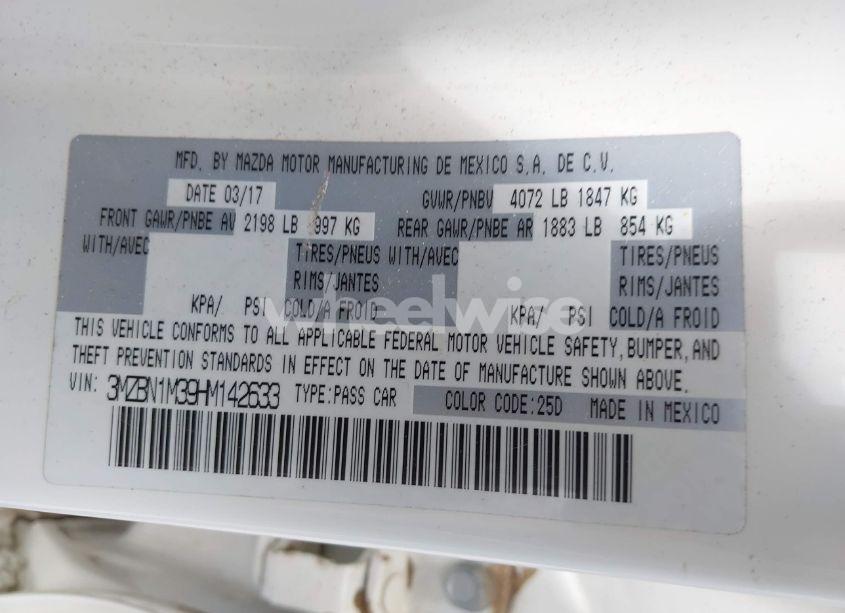 MFD. BY MAZDA MOTOR MANUFACTURING DE MEXICO S.A. DE C.V.
DATE 03/17 GVWR/PNBV 4072 LB 1847 KG
FRONT GAWR/PNBE AV 2198 LB 997 KG REAR GAWR/PNBE AR 1883 LB 854 KG
WITH/AVEC TIRES/PNEUS WITH/AVEC TIRES/PNEUS
RIMS/JANTES RIMS/JANTES
KPA/ PSI COLD/A FROID KPA/ PSI COLD/A FROID
wheelwise
THIS VEHICLE CONFORMS TO ALL APPLICABLE FEDERAL MOTOR VEHICLE SAFETY, BUMPER, AND
THEFT PREVENTION STANDARDS IN EFFECT ON THE DATE OF MANUFACTURE SHOWN ABOVE.
VIN: 3MZBN1M39HM142633 TYPE: PASS CAR COLOR CODE: 25D MADE IN MEXICO